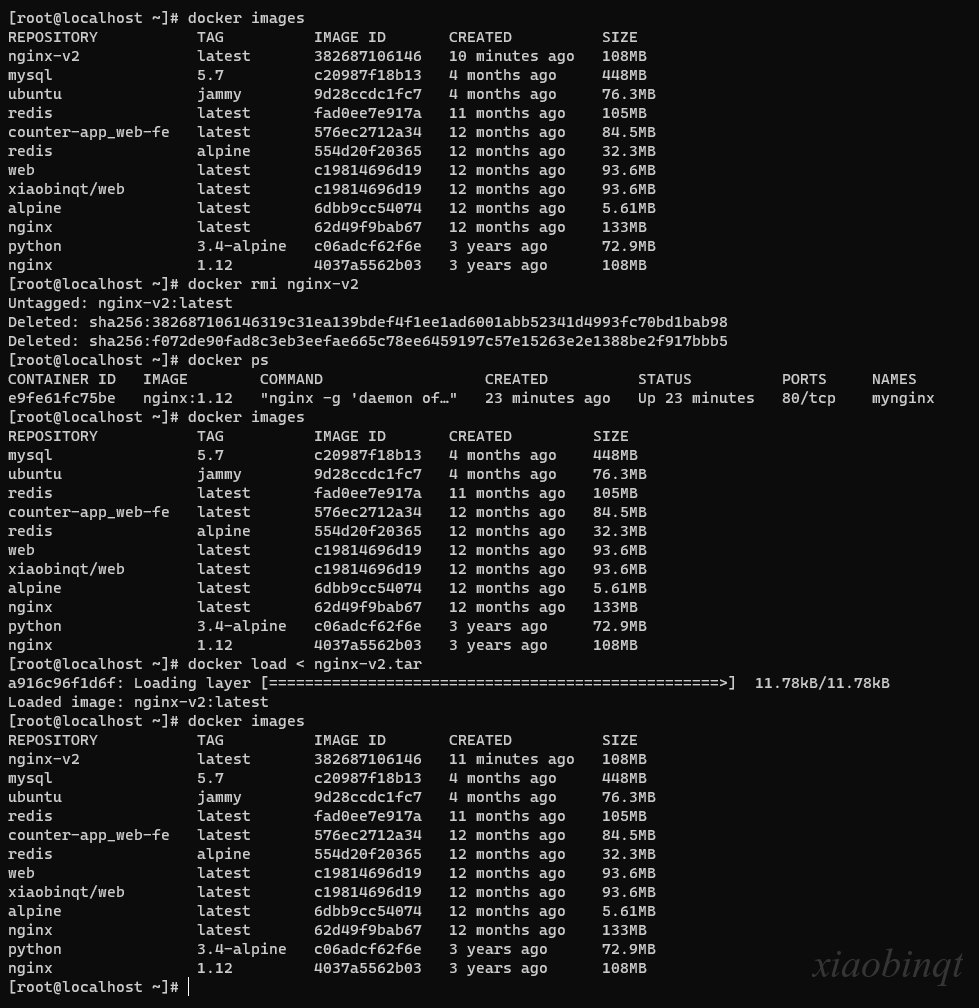 [root@localhost ~]# docker images
REPOSITORY           TAG          IMAGE ID       CREATED          SIZE
nginx-v2             latest       382687106146   10 minutes ago   108MB
mysql                5.7          c20987f18b13   4 months ago     448MB
ubuntu               jammy        9d28ccdc1fc7   4 months ago     76.3MB
redis                latest       fad0ee7e917a   11 months ago    105MB
counter-app_web-fe   latest       576ec2712a34   12 months ago    84.5MB
redis                alpine       554d20f20365   12 months ago    32.3MB
web                  latest       c19814696d19   12 months ago    93.6MB
xiaobinqt/web        latest       c19814696d19   12 months ago    93.6MB
alpine               latest       6dbb9cc54074   12 months ago    5.61MB
nginx                latest       62d49f9bab67   12 months ago    133MB
python               3.4-alpine   c06adcf62f6e   3 years ago      72.9MB
nginx                1.12         4037a5562b03   3 years ago      108MB
[root@localhost ~]# docker rmi nginx-v2
Untagged: nginx-v2:latest
Deleted: sha256:382687106146319c31ea139bdef4f1ee1ad6001abb52341d4993fc70bd1bab98
Deleted: sha256:f072de90fad8c3eb3eefae665c78ee6459197c57e15263e2e1388be2f917bbb5
[root@localhost ~]# docker ps
CONTAINER ID   IMAGE        COMMAND                  CREATED          STATUS          PORTS     NAMES
e9fe61fc75be   nginx:1.12   "nginx -g 'daemon of…"   23 minutes ago   Up 23 minutes   80/tcp    mynginx
[root@localhost ~]# docker images
REPOSITORY           TAG          IMAGE ID       CREATED         SIZE
mysql                5.7          c20987f18b13   4 months ago    448MB
ubuntu               jammy        9d28ccdc1fc7   4 months ago    76.3MB
redis                latest       fad0ee7e917a   11 months ago   105MB
counter-app_web-fe   latest       576ec2712a34   12 months ago   84.5MB
redis                alpine       554d20f20365   12 months ago   32.3MB
web                  latest       c19814696d19   12 months ago   93.6MB
xiaobinqt/web        latest       c19814696d19   12 months ago   93.6MB
alpine               latest       6dbb9cc54074   12 months ago   5.61MB
nginx                latest       62d49f9bab67   12 months ago   133MB
python               3.4-alpine   c06adcf62f6e   3 years ago     72.9MB
nginx                1.12         4037a5562b03   3 years ago     108MB
[root@localhost ~]# docker load < nginx-v2.tar
a916c96f1d6f: Loading layer [==================================================>]  11.78kB/11.78kB
Loaded image: nginx-v2:latest
[root@localhost ~]# docker images
REPOSITORY           TAG          IMAGE ID       CREATED          SIZE
nginx-v2             latest       382687106146   11 minutes ago   108MB
mysql                5.7          c20987f18b13   4 months ago     448MB
ubuntu               jammy        9d28ccdc1fc7   4 months ago     76.3MB
redis                latest       fad0ee7e917a   11 months ago    105MB
counter-app_web-fe   latest       576ec2712a34   12 months ago    84.5MB
redis                alpine       554d20f20365   12 months ago    32.3MB
web                  latest       c19814696d19   12 months ago    93.6MB
xiaobinqt/web        latest       c19814696d19   12 months ago    93.6MB
alpine               latest       6dbb9cc54074   12 months ago    5.61MB
nginx                latest       62d49f9bab67   12 months ago    133MB
python               3.4-alpine   c06adcf62f6e   3 years ago      72.9MB
nginx                1.12         4037a5562b03   3 years ago      108MB
[root@localhost ~]#
xiaobinqt